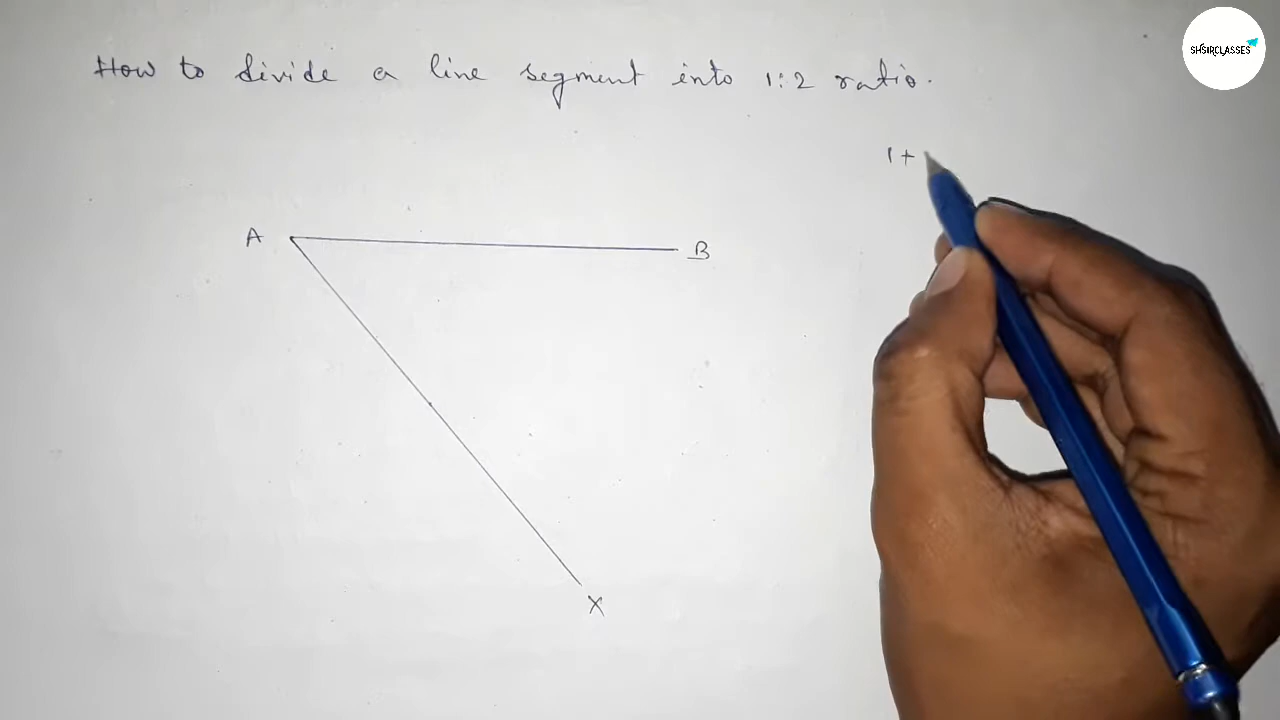 SHSIRCLASSES
How to divide a line segment into 1:2 ratio.
1 +
A
B
X